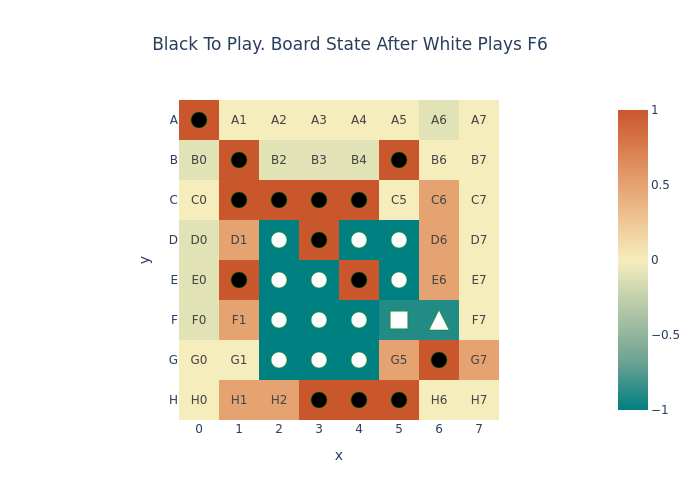 Black To Play. Board State After White Plays F6
A A1 A2 A3 A4 A5 A6 A7 1
B B0 B2 B3 B4 B6 B7
C C0 C5 C6 C7 0.5
D D0 D1 D6 D7
y E E0 E6 E7 0
F F0 F1 F7 −0.5
G G0 G1 G5 G7
H H0 H1 H2 H6 H7 −1
0 1 2 3 4 5 6 7
x